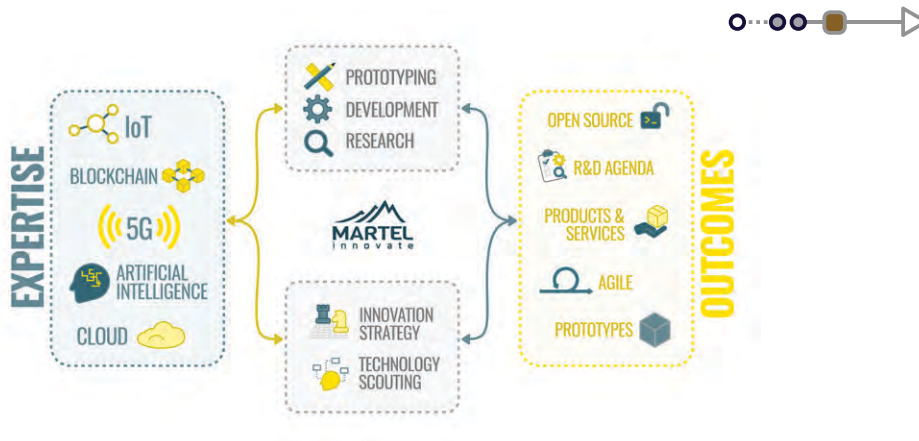 EXPERTISE
IoT
BLOCKCHAIN
5G
ARTIFICIAL
INTELLIGENCE
CLOUD
PROTOTYPING
DEVELOPMENT
RESEARCH
MARTEL
innovate
INNOVATION
STRATEGY
TECHNOLOGY
SCOUTING
OPEN SOURCE
R&D AGENDA
PRODUCTS &
SERVICES
AGILE
PROTOTYPES
OUTCOMES